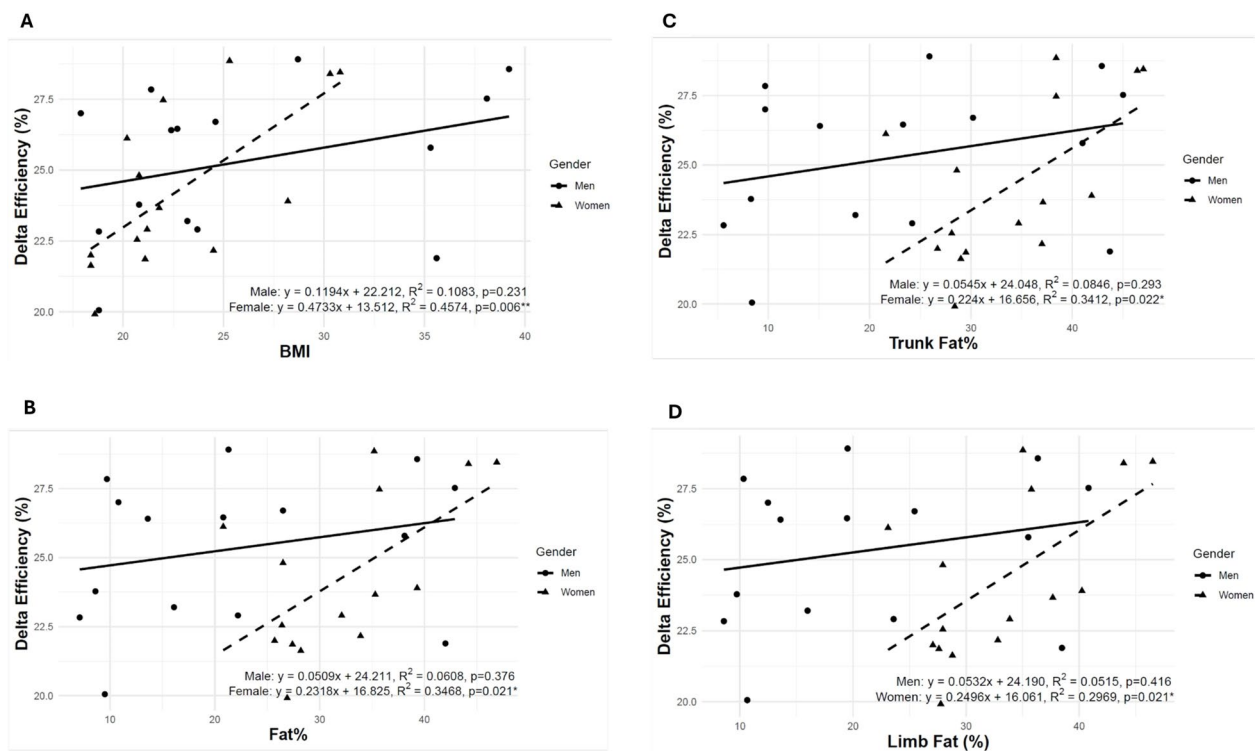 A
Delta Efficiency (%)
27.5
25.0
22.5
20.0
20
25
30
35
40
BMI
Gender
Men
Women
Male: y = 0.1194x + 22.212, R² = 0.1083, p=0.231
Female: y = 0.4733x + 13.512, R² = 0.4574, p=0.006**
C
Delta Efficiency (%)
27.5
25.0
22.5
20.0
10
20
30
40
Trunk Fat%
Gender
Men
Women
Male: y = 0.0545x + 24.048, R² = 0.0846, p=0.293
Female: y = 0.224x + 16.656, R² = 0.3412, p=0.022*
B
Delta Efficiency (%)
27.5
25.0
22.5
20.0
10
20
30
40
Fat%
Gender
Men
Women
Male: y = 0.0509x + 24.211, R² = 0.0608, p=0.376
Female: y = 0.2318x + 16.825, R² = 0.3468, p=0.021*
D
Delta Efficiency (%)
27.5
25.0
22.5
20.0
10
20
30
40
Limb Fat (%)
Gender
Men
Women
Men: y = 0.0532x + 24.190, R² = 0.0515, p=0.416
Women: y = 0.2496x + 16.061, R² = 0.2969, p=0.021*